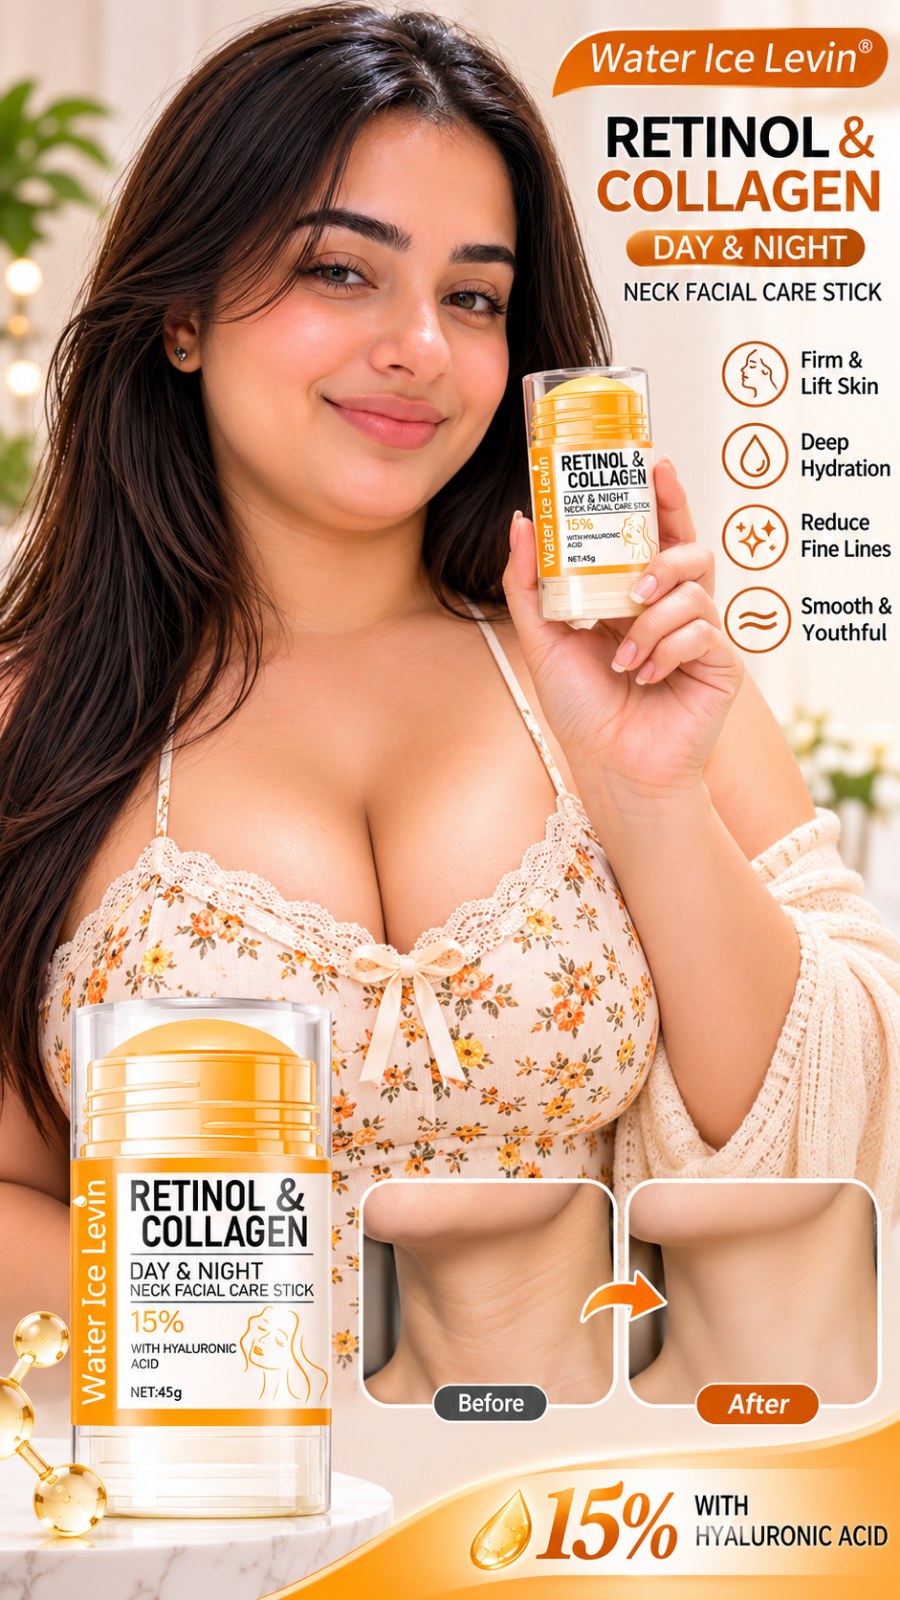 Water Ice Levin®
RETINOL &
COLLAGEN
DAY & NIGHT
NECK FACIAL CARE STICK
Firm &
Lift Skin
Deep
Hydration
Reduce
Fine Lines
Smooth &
Youthful
Water Ice Levin
RETINOL &
COLLAGEN
DAY & NIGHT
NECK FACIAL CARE STICK
15%
WITH HYALURONIC
ACID
NET:45g
Water Ice Levin
RETINOL &
COLLAGEN
DAY & NIGHT
NECK FACIAL CARE STICK
15%
WITH HYALURONIC
ACID
NET:45g
Before
After
15%
WITH
HYALURONIC ACID